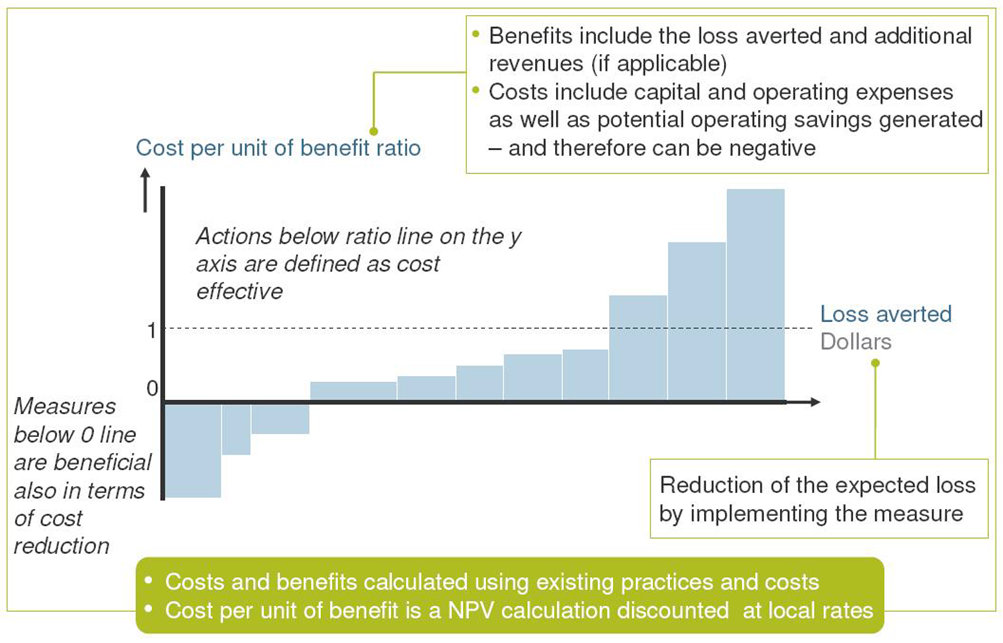 • Benefits include the loss averted and additional
revenues (if applicable)
• Costs include capital and operating expenses
as well as potential operating savings generated
– and therefore can be negative
Cost per unit of benefit ratio
Actions below ratio line on the y
axis are defined as cost
effective
1
Loss averted
Dollars
0
Measures
below 0 line
are beneficial
also in terms
of cost
reduction
Reduction of the expected loss
by implementing the measure
• Costs and benefits calculated using existing practices and costs
• Cost per unit of benefit is a NPV calculation discounted at local rates